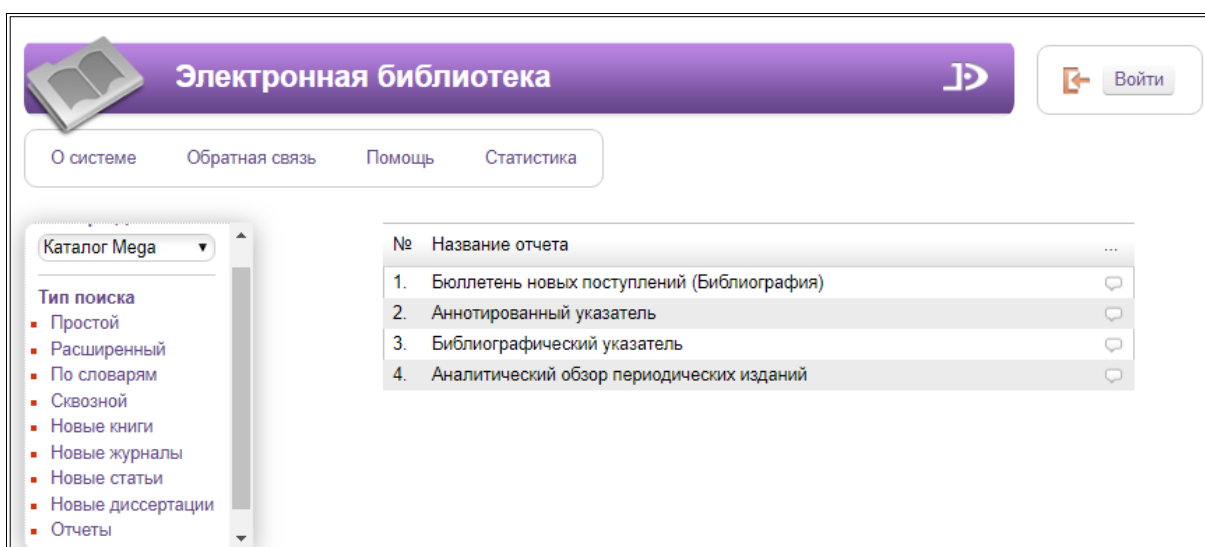 Электронная библиотека
Войти
О системе Обратная связь Помощь Статистика
Каталог Mega
Тип поиска
Простой
Расширенный
По словарям
Сквозной
Новые книги
Новые журналы
Новые статьи
Новые диссертации
Отчеты
№ Название отчета ...
1. Бюллетень новых поступлений (Библиография)
2. Аннотированный указатель
3. Библиографический указатель
4. Аналитический обзор периодических изданий